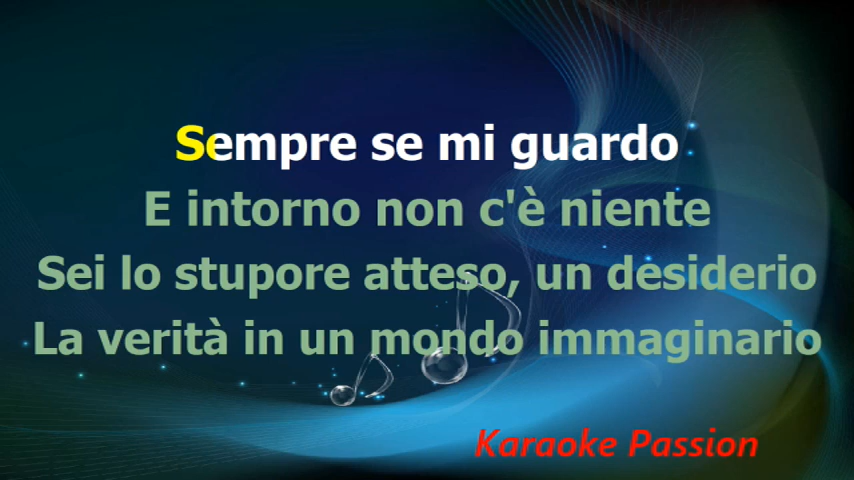 Sempre se mi guardo
E intorno non c'è niente
Sei lo stupore atteso, un desiderio
La verità in un mondo immaginario
Karaoke Passion